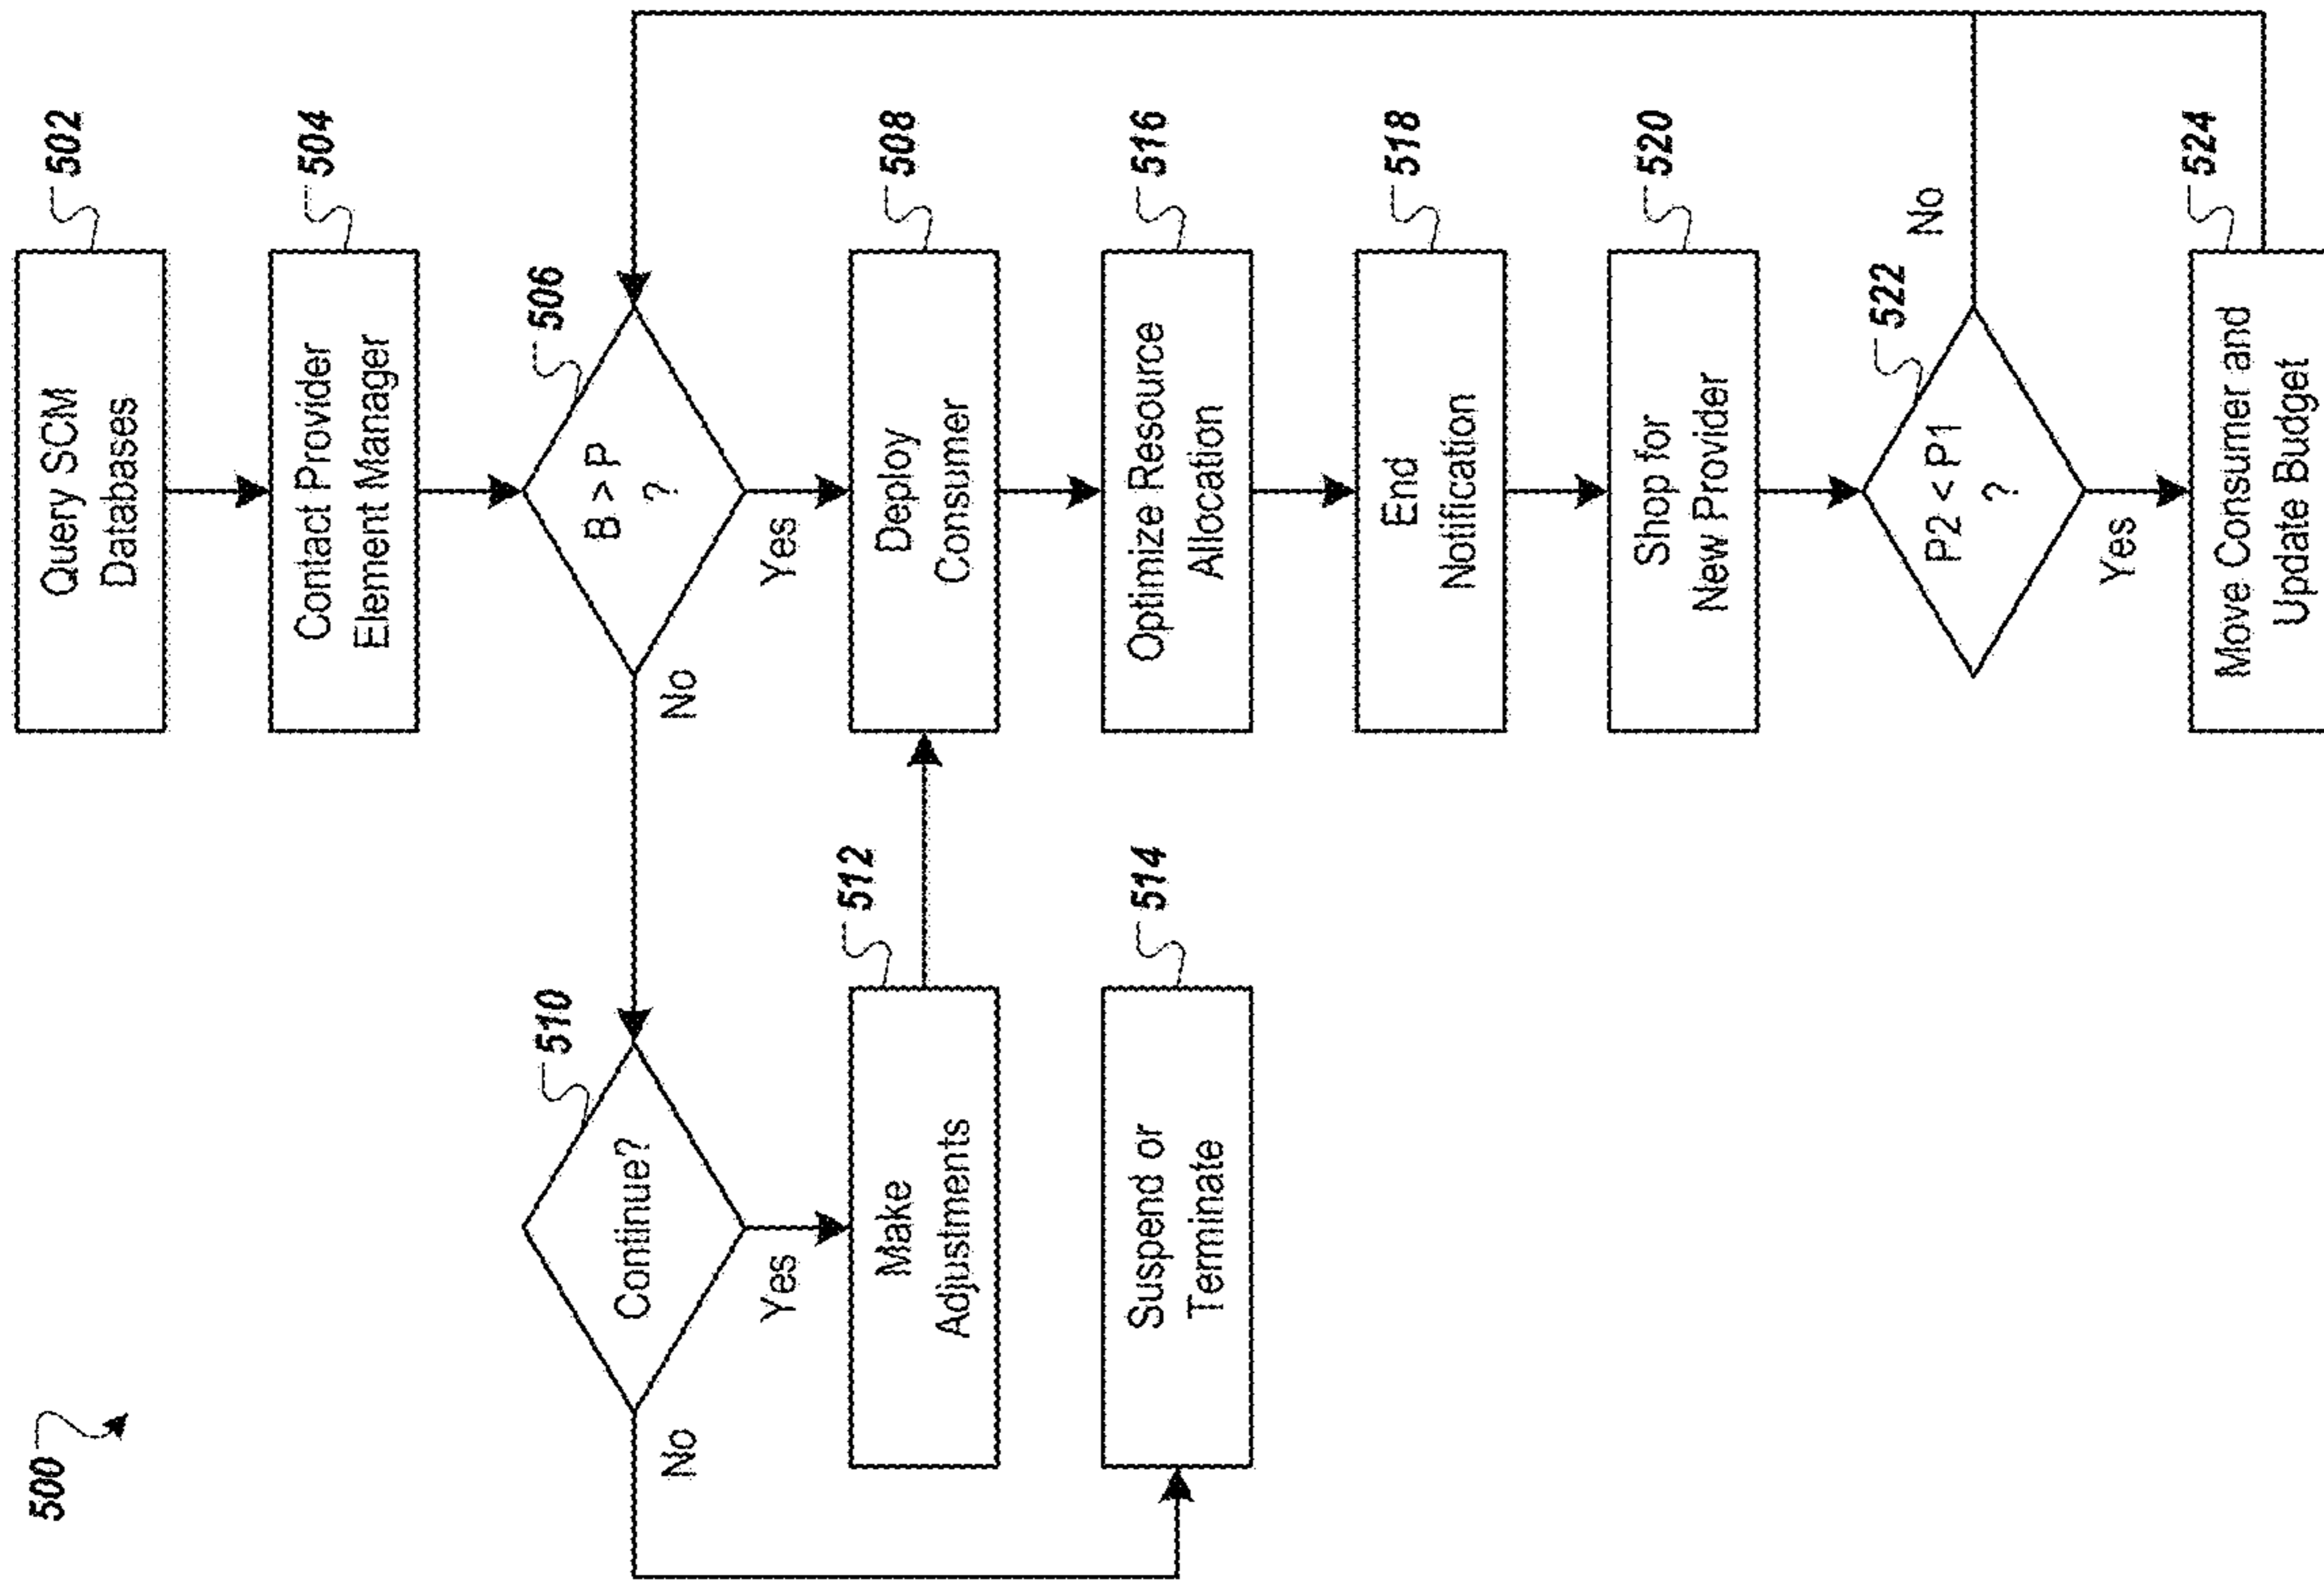 500
Query SCM
Databases
502
Contact Provider
Element Manager
504
B > P
?
506
No
Yes
Continue?
510
No
Yes
Make
Adjustments
512
Deploy
Consumer
508
Suspend or
Terminate
514
Optimize Resource
Allocation
516
End
Notification
518
Shop for
New Provider
520
P2 < P1
?
522
No
Yes
Move Consumer and
Update Budget
524